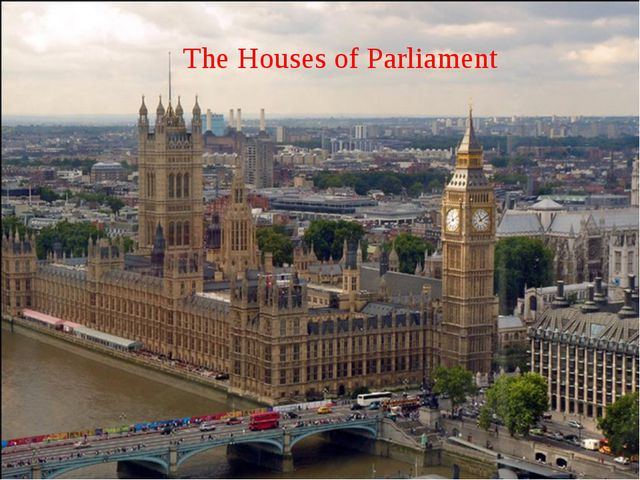 The Houses of Parliament